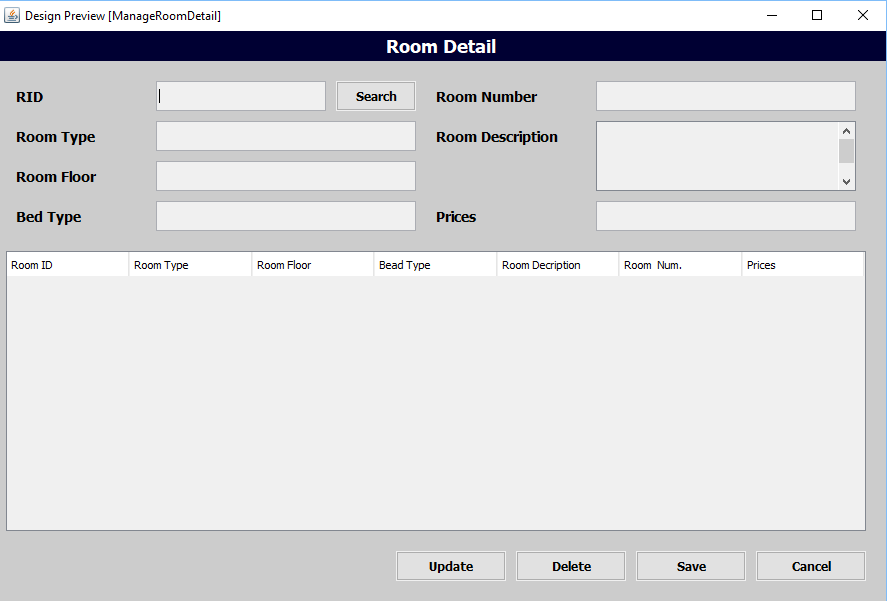 Design Preview [ManageRoomDetail]
Room Detail
RID
Search
Room Number
Room Type
Room Description
Room Floor
Bed Type
Prices
Room ID Room Type Room Floor Bead Type Room Decription Room Num. Prices
Update Delete Save Cancel